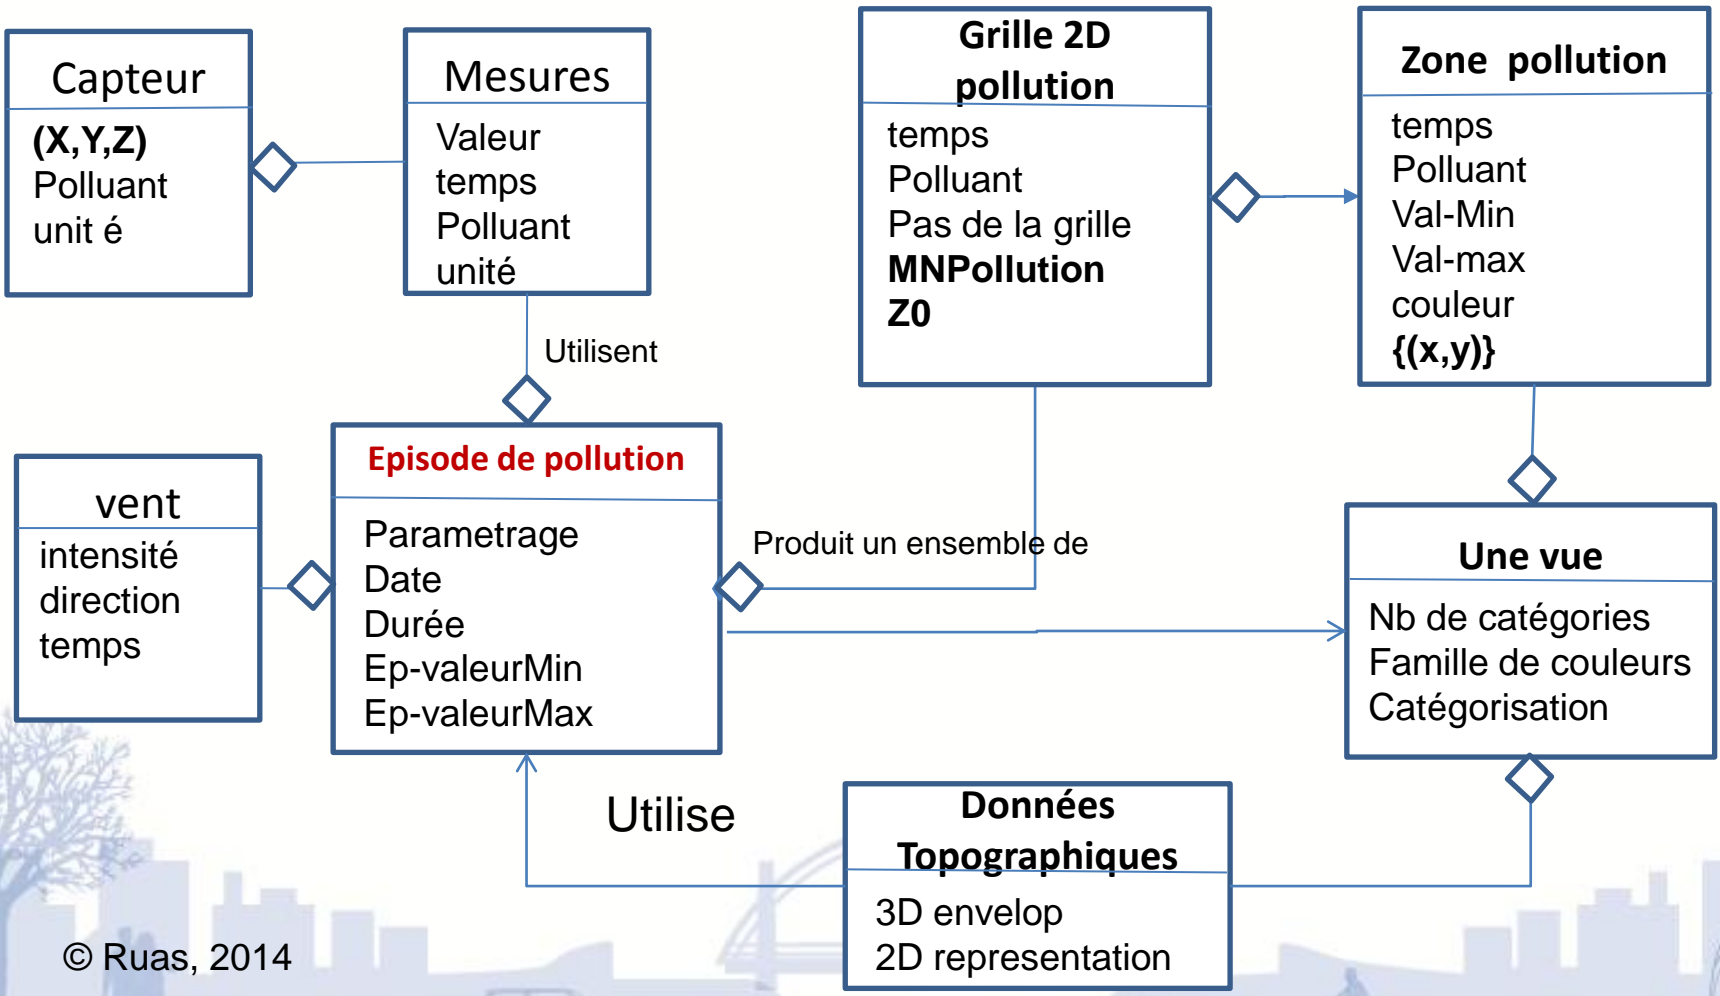 Capteur
(X,Y,Z)
Polluant
unit é
Mesures
Valeur
temps
Polluant
unité
Grille 2D
pollution
temps
Polluant
Pas de la grille
MNPollution
Z0
Zone pollution
temps
Polluant
Val-Min
Val-max
couleur
{(x,y)}
Utilisent
vent
intensité
direction
temps
Episode de pollution
Parametrage
Date
Durée
Ep-valeurMin
Ep-valeurMax
Produit un ensemble de
Une vue
Nb de catégories
Famille de couleurs
Catégorisation
Utilise
Données
Topographiques
3D envelop
2D representation
© Ruas, 2014